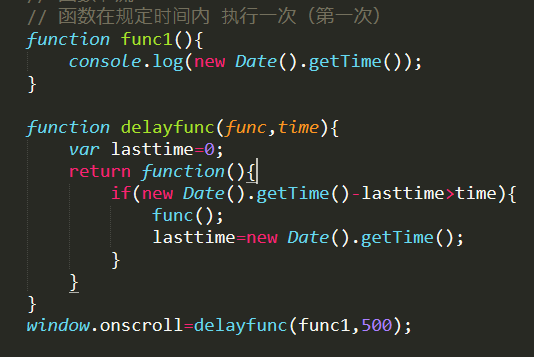 // 函数在规定时间内 执行一次（第一次）
function func1(){
    console.log(new Date().getTime());
}

function delayfunc(func,time){
    var lasttime=0;
    return function(){
        if(new Date().getTime()-lasttime>time){
            func();
            lasttime=new Date().getTime();
        }
    }
}
window.onscroll=delayfunc(func1,500);